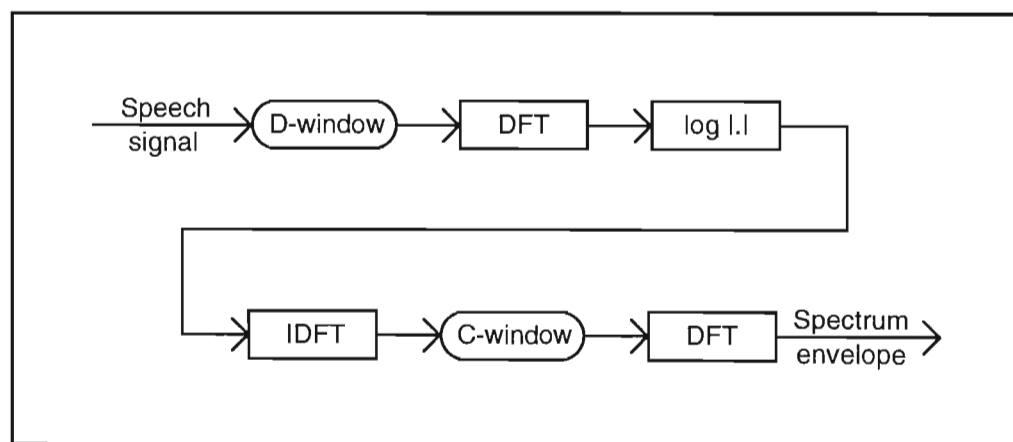 Speech
signal
D-window
DFT
log |.|
IDFT
C-window
DFT
Spectrum
envelope